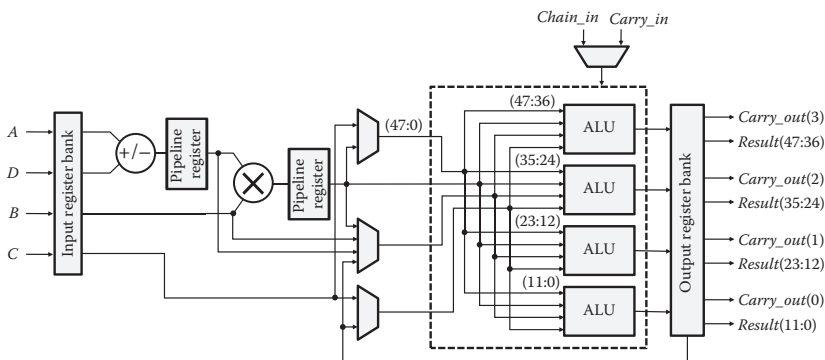 Chain_in Carry_in
(47:36)
(47:0)
ALU
Carry_out(3)
A
Input register bank
+/−
Pipeline register
Result(47:36)
D
(35:24)
ALU
Output register bank
Carry_out(2)
Pipeline register
B
Result(35:24)
(23:12)
ALU
Carry_out(1)
C
Result(23:12)
(11:0)
ALU
Carry_out(0)
Result(11:0)